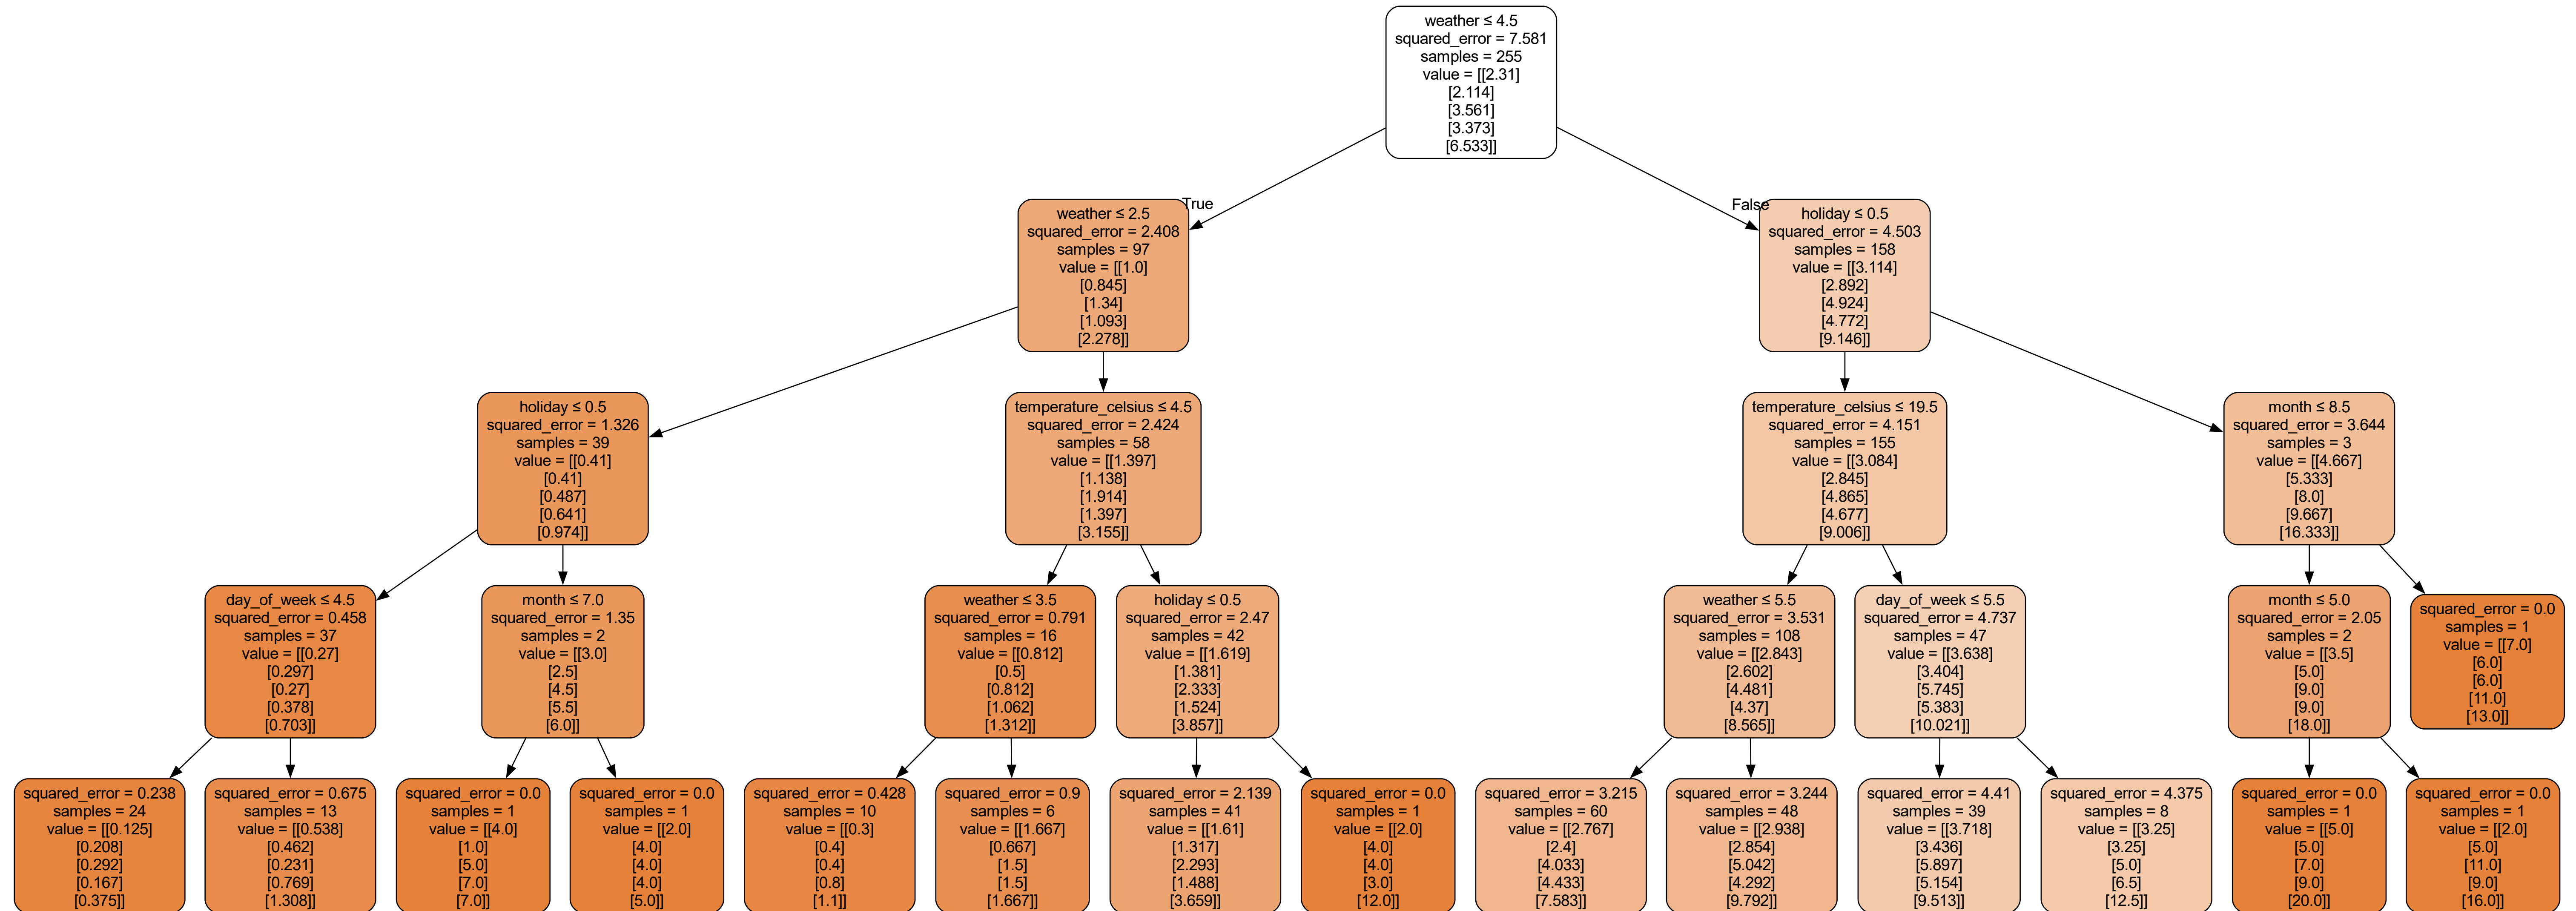 weather ≤ 4.5
squared_error = 7.581
samples = 255
value = [[2.31]
[2.114]
[3.561]
[3.373]
[6.533]]
True
False
weather ≤ 2.5
squared_error = 2.408
samples = 97
value = [[1.0]
[0.845]
[1.34]
[1.093]
[2.278]]
holiday ≤ 0.5
squared_error = 4.503
samples = 158
value = [[3.114]
[2.892]
[4.924]
[4.772]
[9.146]]
holiday ≤ 0.5
squared_error = 1.326
samples = 39
value = [[0.41]
[0.41]
[0.487]
[0.641]
[0.974]]
temperature_celsius ≤ 4.5
squared_error = 2.424
samples = 58
value = [[1.397]
[1.138]
[1.914]
[1.397]
[3.155]]
temperature_celsius ≤ 19.5
squared_error = 4.151
samples = 155
value = [[3.084]
[2.845]
[4.865]
[4.677]
[9.006]]
month ≤ 8.5
squared_error = 3.644
samples = 3
value = [[4.667]
[5.333]
[8.0]
[9.667]
[16.333]]
day_of_week ≤ 4.5
squared_error = 0.458
samples = 37
value = [[0.27]
[0.297]
[0.27]
[0.378]
[0.703]]
month ≤ 7.0
squared_error = 1.35
samples = 2
value = [[3.0]
[2.5]
[4.5]
[5.5]
[6.0]]
weather ≤ 3.5
squared_error = 0.791
samples = 16
value = [[0.812]
[0.5]
[0.812]
[1.062]
[1.312]]
holiday ≤ 0.5
squared_error = 2.47
samples = 42
value = [[1.619]
[1.381]
[2.333]
[1.524]
[3.857]]
weather ≤ 5.5
squared_error = 3.531
samples = 108
value = [[2.843]
[2.602]
[4.481]
[4.37]
[8.565]]
day_of_week ≤ 5.5
squared_error = 4.737
samples = 47
value = [[3.638]
[3.404]
[5.745]
[5.383]
[10.021]]
month ≤ 5.0
squared_error = 2.05
samples = 2
value = [[3.5]
[5.0]
[9.0]
[9.0]
[18.0]]
squared_error = 0.0
samples = 1
value = [[7.0]
[6.0]
[6.0]
[11.0]
[13.0]]
squared_error = 0.238
samples = 24
value = [[0.125]
[0.208]
[0.292]
[0.167]
[0.375]]
squared_error = 0.675
samples = 13
value = [[0.538]
[0.462]
[0.231]
[0.769]
[1.308]]
squared_error = 0.0
samples = 1
value = [[4.0]
[1.0]
[5.0]
[7.0]
[7.0]]
squared_error = 0.0
samples = 1
value = [[2.0]
[4.0]
[4.0]
[4.0]
[5.0]]
squared_error = 0.428
samples = 10
value = [[0.3]
[0.4]
[0.4]
[0.8]
[1.1]]
squared_error = 0.9
samples = 6
value = [[1.667]
[0.667]
[1.5]
[1.5]
[1.667]]
squared_error = 2.139
samples = 41
value = [[1.61]
[1.317]
[2.293]
[1.488]
[3.659]]
squared_error = 0.0
samples = 1
value = [[2.0]
[4.0]
[4.0]
[3.0]
[12.0]]
squared_error = 3.215
samples = 60
value = [[2.767]
[2.4]
[4.033]
[4.433]
[7.583]]
squared_error = 3.244
samples = 48
value = [[2.938]
[2.854]
[5.042]
[4.292]
[9.792]]
squared_error = 4.41
samples = 39
value = [[3.718]
[3.436]
[5.897]
[5.154]
[9.513]]
squared_error = 4.375
samples = 8
value = [[3.25]
[3.25]
[5.0]
[6.5]
[12.5]]
squared_error = 0.0
samples = 1
value = [[5.0]
[5.0]
[7.0]
[9.0]
[20.0]]
squared_error = 0.0
samples = 1
value = [[2.0]
[5.0]
[11.0]
[9.0]
[16.0]]